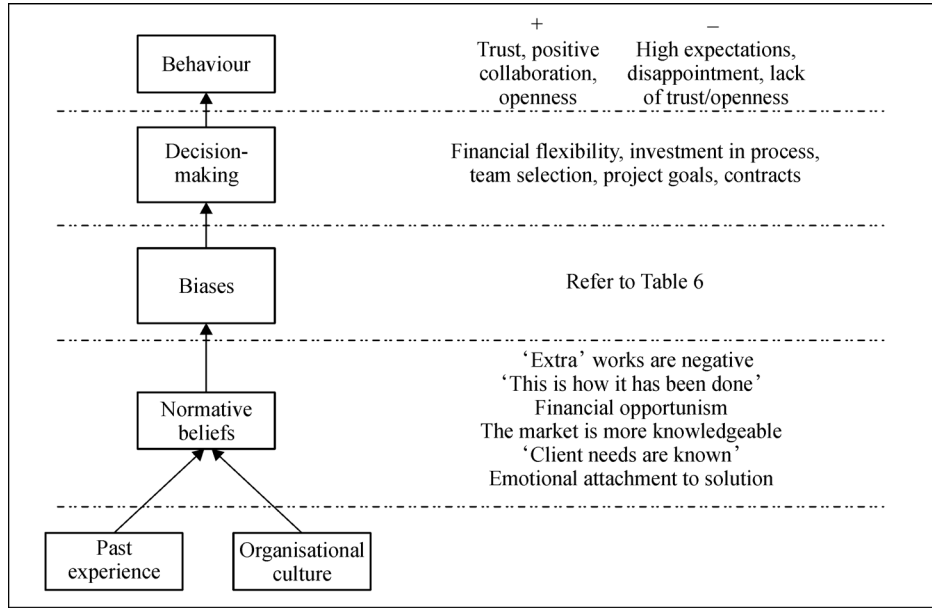 +
–
Behaviour
Trust, positive
collaboration,
openness
High expectations,
disappointment, lack
of trust/openness
Decision-
making
Financial flexibility, investment in process,
team selection, project goals, contracts
Biases
Refer to Table 6
Normative
beliefs
‘Extra’ works are negative
‘This is how it has been done’
Financial opportunism
The market is more knowledgeable
‘Client needs are known’
Emotional attachment to solution
Past
experience
Organisational
culture